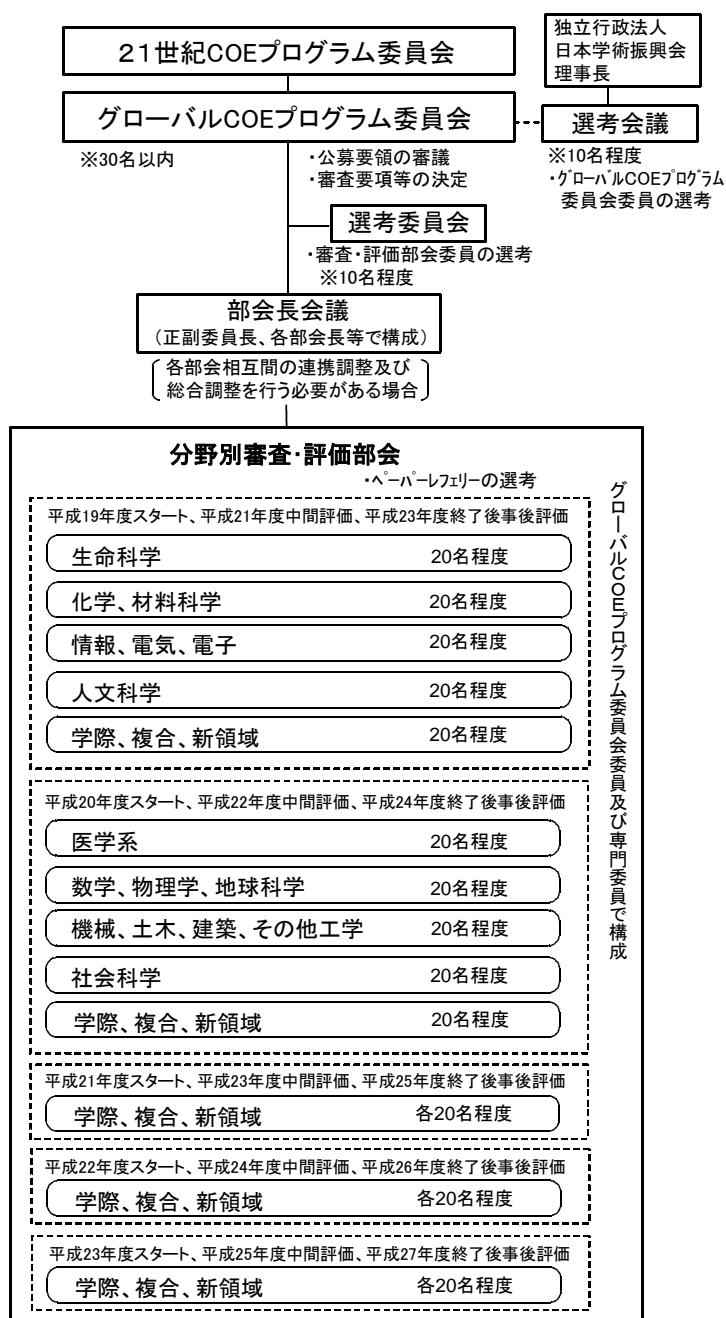 独立行政法人
日本学術振興会
理事長
21世紀COEプログラム委員会
グローバルCOEプログラム委員会
選考会議
※30名以内
・公募要領の審議
・審査要項等の決定
※10名程度
・グローバルCOEプログラム
委員会委員の選考
選考委員会
・審査・評価部会委員の選考
※10名程度
部会長会議
(正副委員長、各部会長等で構成)
各部会相互間の連携調整及び
総合調整を行う必要がある場合
分野別審査・評価部会
・ペーパーレフェリーの選考
グローバルCOEプログラム委員会委員及び専門委員で構成
平成19年度スタート、平成21年度中間評価、平成23年度終了後事後評価
生命科学 20名程度
化学、材料科学 20名程度
情報、電気、電子 20名程度
人文科学 20名程度
学際、複合、新領域 20名程度
平成20年度スタート、平成22年度中間評価、平成24年度終了後事後評価
医学系 20名程度
数学、物理学、地球科学 20名程度
機械、土木、建築、その他工学 20名程度
社会科学 20名程度
学際、複合、新領域 20名程度
平成21年度スタート、平成23年度中間評価、平成25年度終了後事後評価
学際、複合、新領域 各20名程度
平成22年度スタート、平成24年度中間評価、平成26年度終了後事後評価
学際、複合、新領域 各20名程度
平成23年度スタート、平成25年度中間評価、平成27年度終了後事後評価
学際、複合、新領域 各20名程度